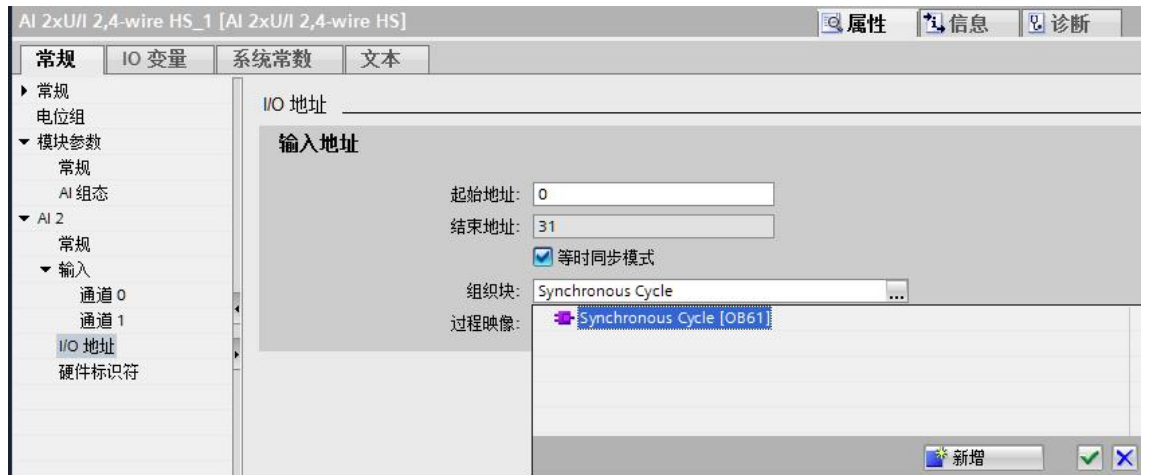 AI 2xU/I 2,4-wire HS_1 [AI 2xU/I 2,4-wire HS]
属性
信息
诊断
常规
IO 变量
系统常数
文本
常规
电位组
模块参数
常规
AI 组态
AI 2
常规
输入
通道 0
通道 1
I/O 地址
硬件标识符
I/O 地址
输入地址
起始地址: 0
结束地址: 31
等时同步模式
组织块: Synchronous Cycle
...
过程映像:
Synchronous Cycle [OB61]
新增